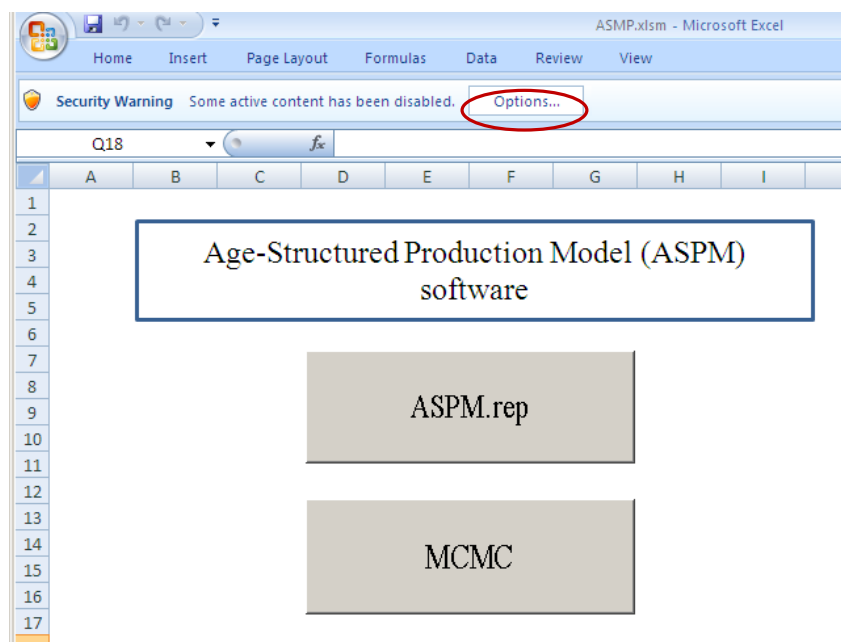 ASMP.xlsm - Microsoft Excel
Home Insert Page Layout Formulas Data Review View
Security Warning Some active content has been disabled. Options...
Q18 fx
A B C D E F G H I
1
2
3
4
5
6
7
8
9
10
11
12
13
14
15
16
17
Age-Structured Production Model (ASPM)
software
ASPM.rep
MCMC